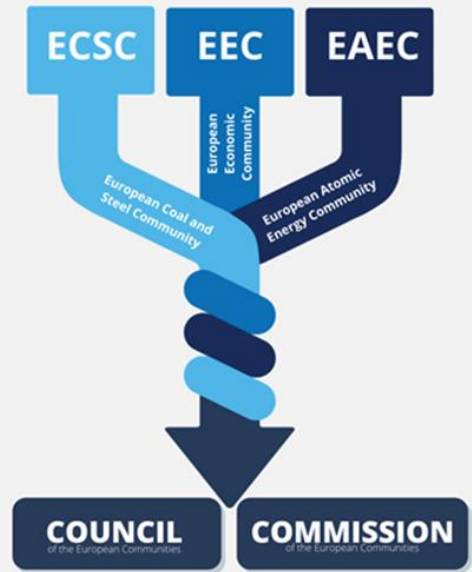 ECSC
EEC
EAEC
European Coal and
Steel Community
European
Economic
Community
European Atomic
Energy Community
COUNCIL
of the European Communities
COMMISSION
of the European Communities